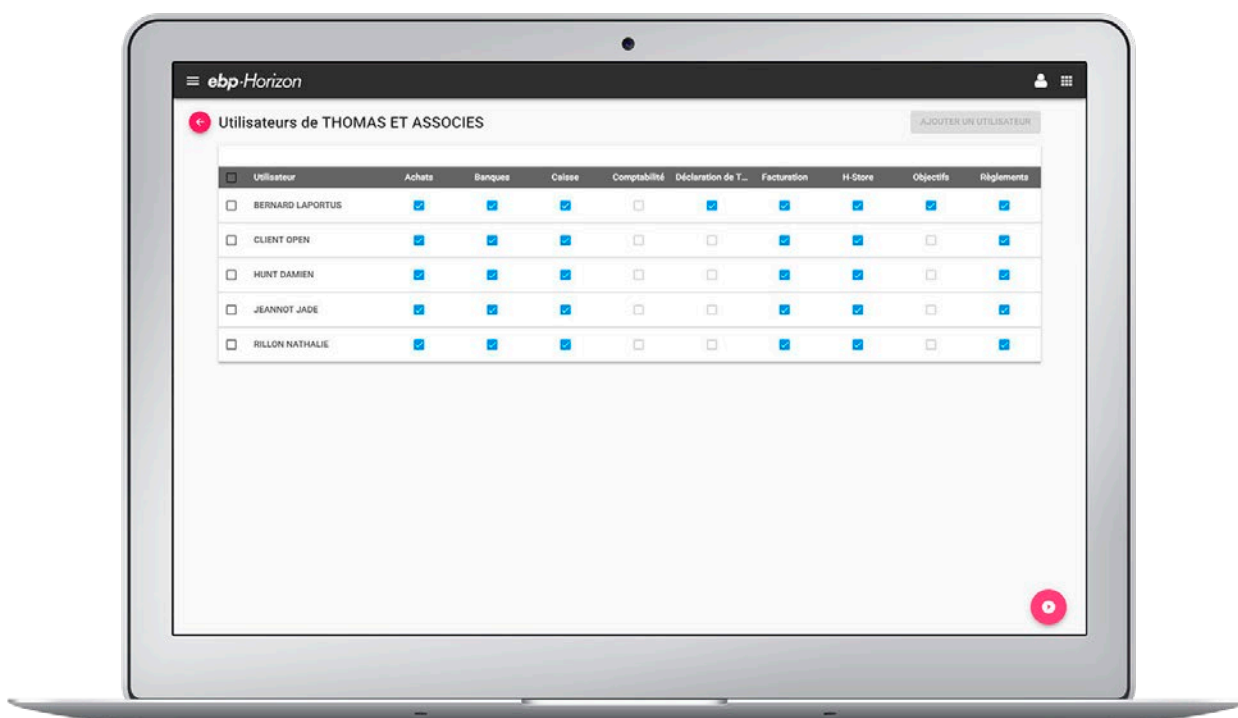 ebp·Horizon
Utilisateurs de THOMAS ET ASSOCIES
AJOUTER UN UTILISATEUR
Utilisateur Achats Banques Caisse Comptabilité Déclaration de T... Facturation H-Store Objectifs Règlements
BERNARD LAPORTUS
CLIENT OPEN
HUNT DAMIEN
JEANNOT JADE
RILLON NATHALIE